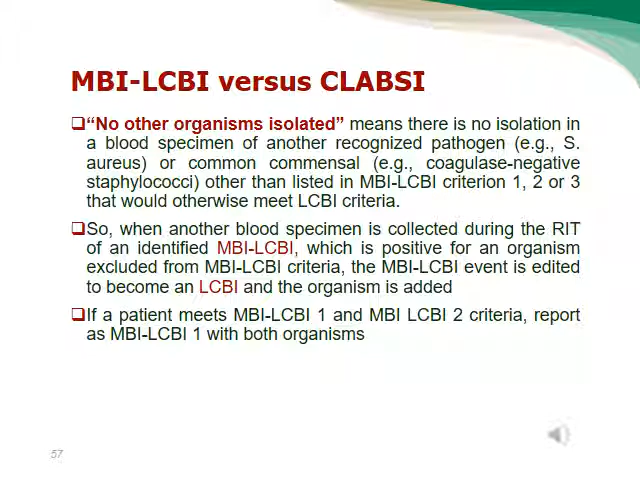 MBI-LCBI versus CLABSI
❑“No other organisms isolated” means there is no isolation in
a blood specimen of another recognized pathogen (e.g., S.
aureus) or common commensal (e.g., coagulase-negative
staphylococci) other than listed in MBI-LCBI criterion 1, 2 or 3
that would otherwise meet LCBI criteria.
❑So, when another blood specimen is collected during the RIT
of an identified MBI-LCBI, which is positive for an organism
excluded from MBI-LCBI criteria, the MBI-LCBI event is edited
to become an LCBI and the organism is added
❑If a patient meets MBI-LCBI 1 and MBI LCBI 2 criteria, report
as MBI-LCBI 1 with both organisms
57